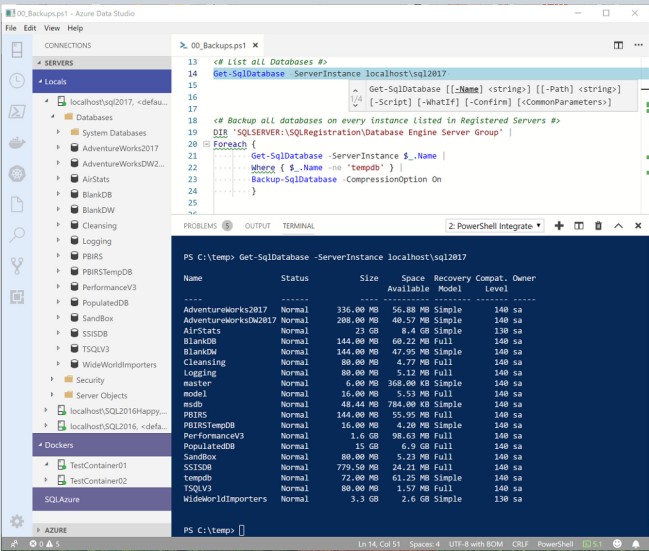 00_Backups.ps1 - Azure Data Studio
File Edit View Help
CONNECTIONS
SERVERS
Locals
localhost\sql2017, <defau...
Databases
System Databases
AdventureWorks2017
AdventureWorksDW2...
AirStats
BlankDB
BlankDW
Cleansing
Logging
PBIRS
PBIRSTempDB
PerformanceV3
PopulatedDB
SandBox
SSISDB
TSQLV3
WideWorldImporters
Security
Server Objects
localhost\SQL2016Happy,...
localhost\SQL2016, <defa...
Dockers
TestContainer01
TestContainer02
SQLAzure
AZURE
00_Backups.ps1
13 <# List all Databases #>
14 Get-SqlDatabase -ServerInstance localhost\sql2017
15
16
17
1/4
Get-SqlDatabase [[-Name] <string>] [[-Path] <string>]
[-Script] [-WhatIf] [-Confirm] [<CommonParameters>]
18 <# Backup all databases on every instance listed in Registered Servers #>
19 DIR 'SQLSERVER:\SQLRegistration\Database Engine Server Group' |
20 Foreach {
21 Get-SqlDatabase -ServerInstance $_.Name |
22 Where { $_.Name -ne 'tempdb' } |
23 Backup-SqlDatabase -CompressionOption On
24 }
25
26
PROBLEMS 5 OUTPUT TERMINAL 2: PowerShell Integrate
PS C:\temp> Get-SqlDatabase -ServerInstance localhost\sql2017
Name Status Size Space Recovery Compat. Owner
Available Model Level
---- ------ ---- ---------- -------- ------- -----
AdventureWorks2017 Normal 336.00 MB 56.88 MB Simple 140 sa
AdventureWorksDW2017 Normal 208.00 MB 40.57 MB Simple 140 sa
AirStats Normal 23 GB 8.4 GB Simple 130 sa
BlankDB Normal 144.00 MB 60.22 MB Full 140 sa
BlankDW Normal 144.00 MB 47.95 MB Simple 140 sa
Cleansing Normal 80.00 MB 4.77 MB Full 140 sa
Logging Normal 80.00 MB 5.12 MB Full 140 sa
master Normal 6.00 MB 368.00 KB Simple 140 sa
model Normal 16.00 MB 5.53 MB Full 140 sa
msdb Normal 48.44 MB 784.00 KB Simple 140 sa
PBIRS Normal 144.00 MB 55.95 MB Full 140 sa
PBIRSTempDB Normal 16.00 MB 4.20 MB Simple 140 sa
PerformanceV3 Normal 1.6 GB 98.63 MB Full 140 sa
PopulatedDB Normal 15 GB 6.9 GB Full 140 sa
SandBox Normal 80.00 MB 5.23 MB Full 140 sa
SSISDB Normal 779.50 MB 24.21 MB Full 140 sa
tempdb Normal 72.00 MB 61.25 MB Simple 140 sa
TSQLV3 Normal 80.00 MB 1.57 MB Full 140 sa
WideWorldImporters Normal 3.3 GB 2.6 GB Simple 130 sa
PS C:\temp>
0 5 Ln 14, Col 51 Spaces: 4 UTF-8 with BOM CRLF PowerShell 5.1